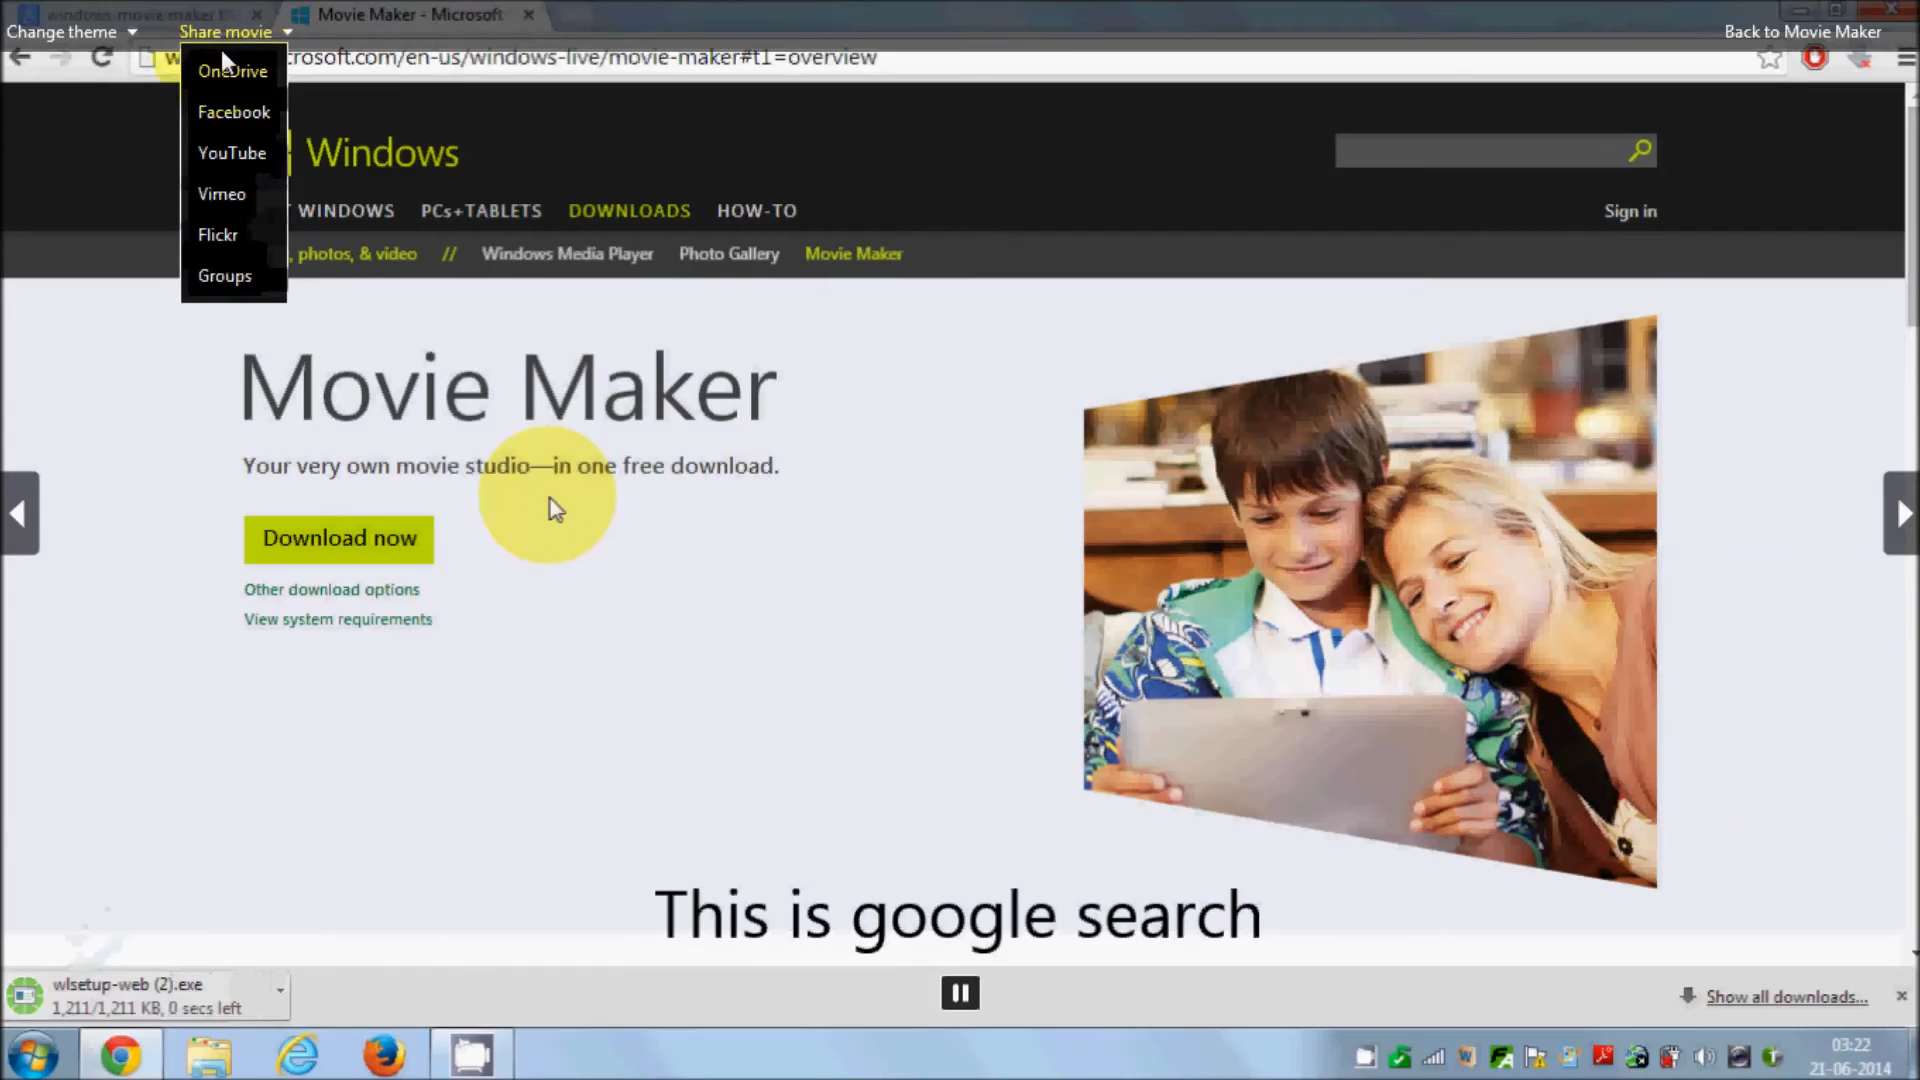 windows movie maker
Movie Maker - Microsoft
Change theme
Share movie
Back to Movie Maker
rosoft.com/en-us/windows-live/movie-maker#t1=overview
OneDrive
Facebook
YouTube
Vimeo
Flickr
Groups
Windows
WINDOWS PCs+TABLETS DOWNLOADS HOW-TO
Sign in
, photos, & video // Windows Media Player Photo Gallery Movie Maker
Movie Maker
Your very own movie studio—in one free download.
Download now
Other download options
View system requirements
This is google search
wlsetup-web (2).exe
1,211/1,211 KB, 0 secs left
Show all downloads...
03:22
21-06-2014